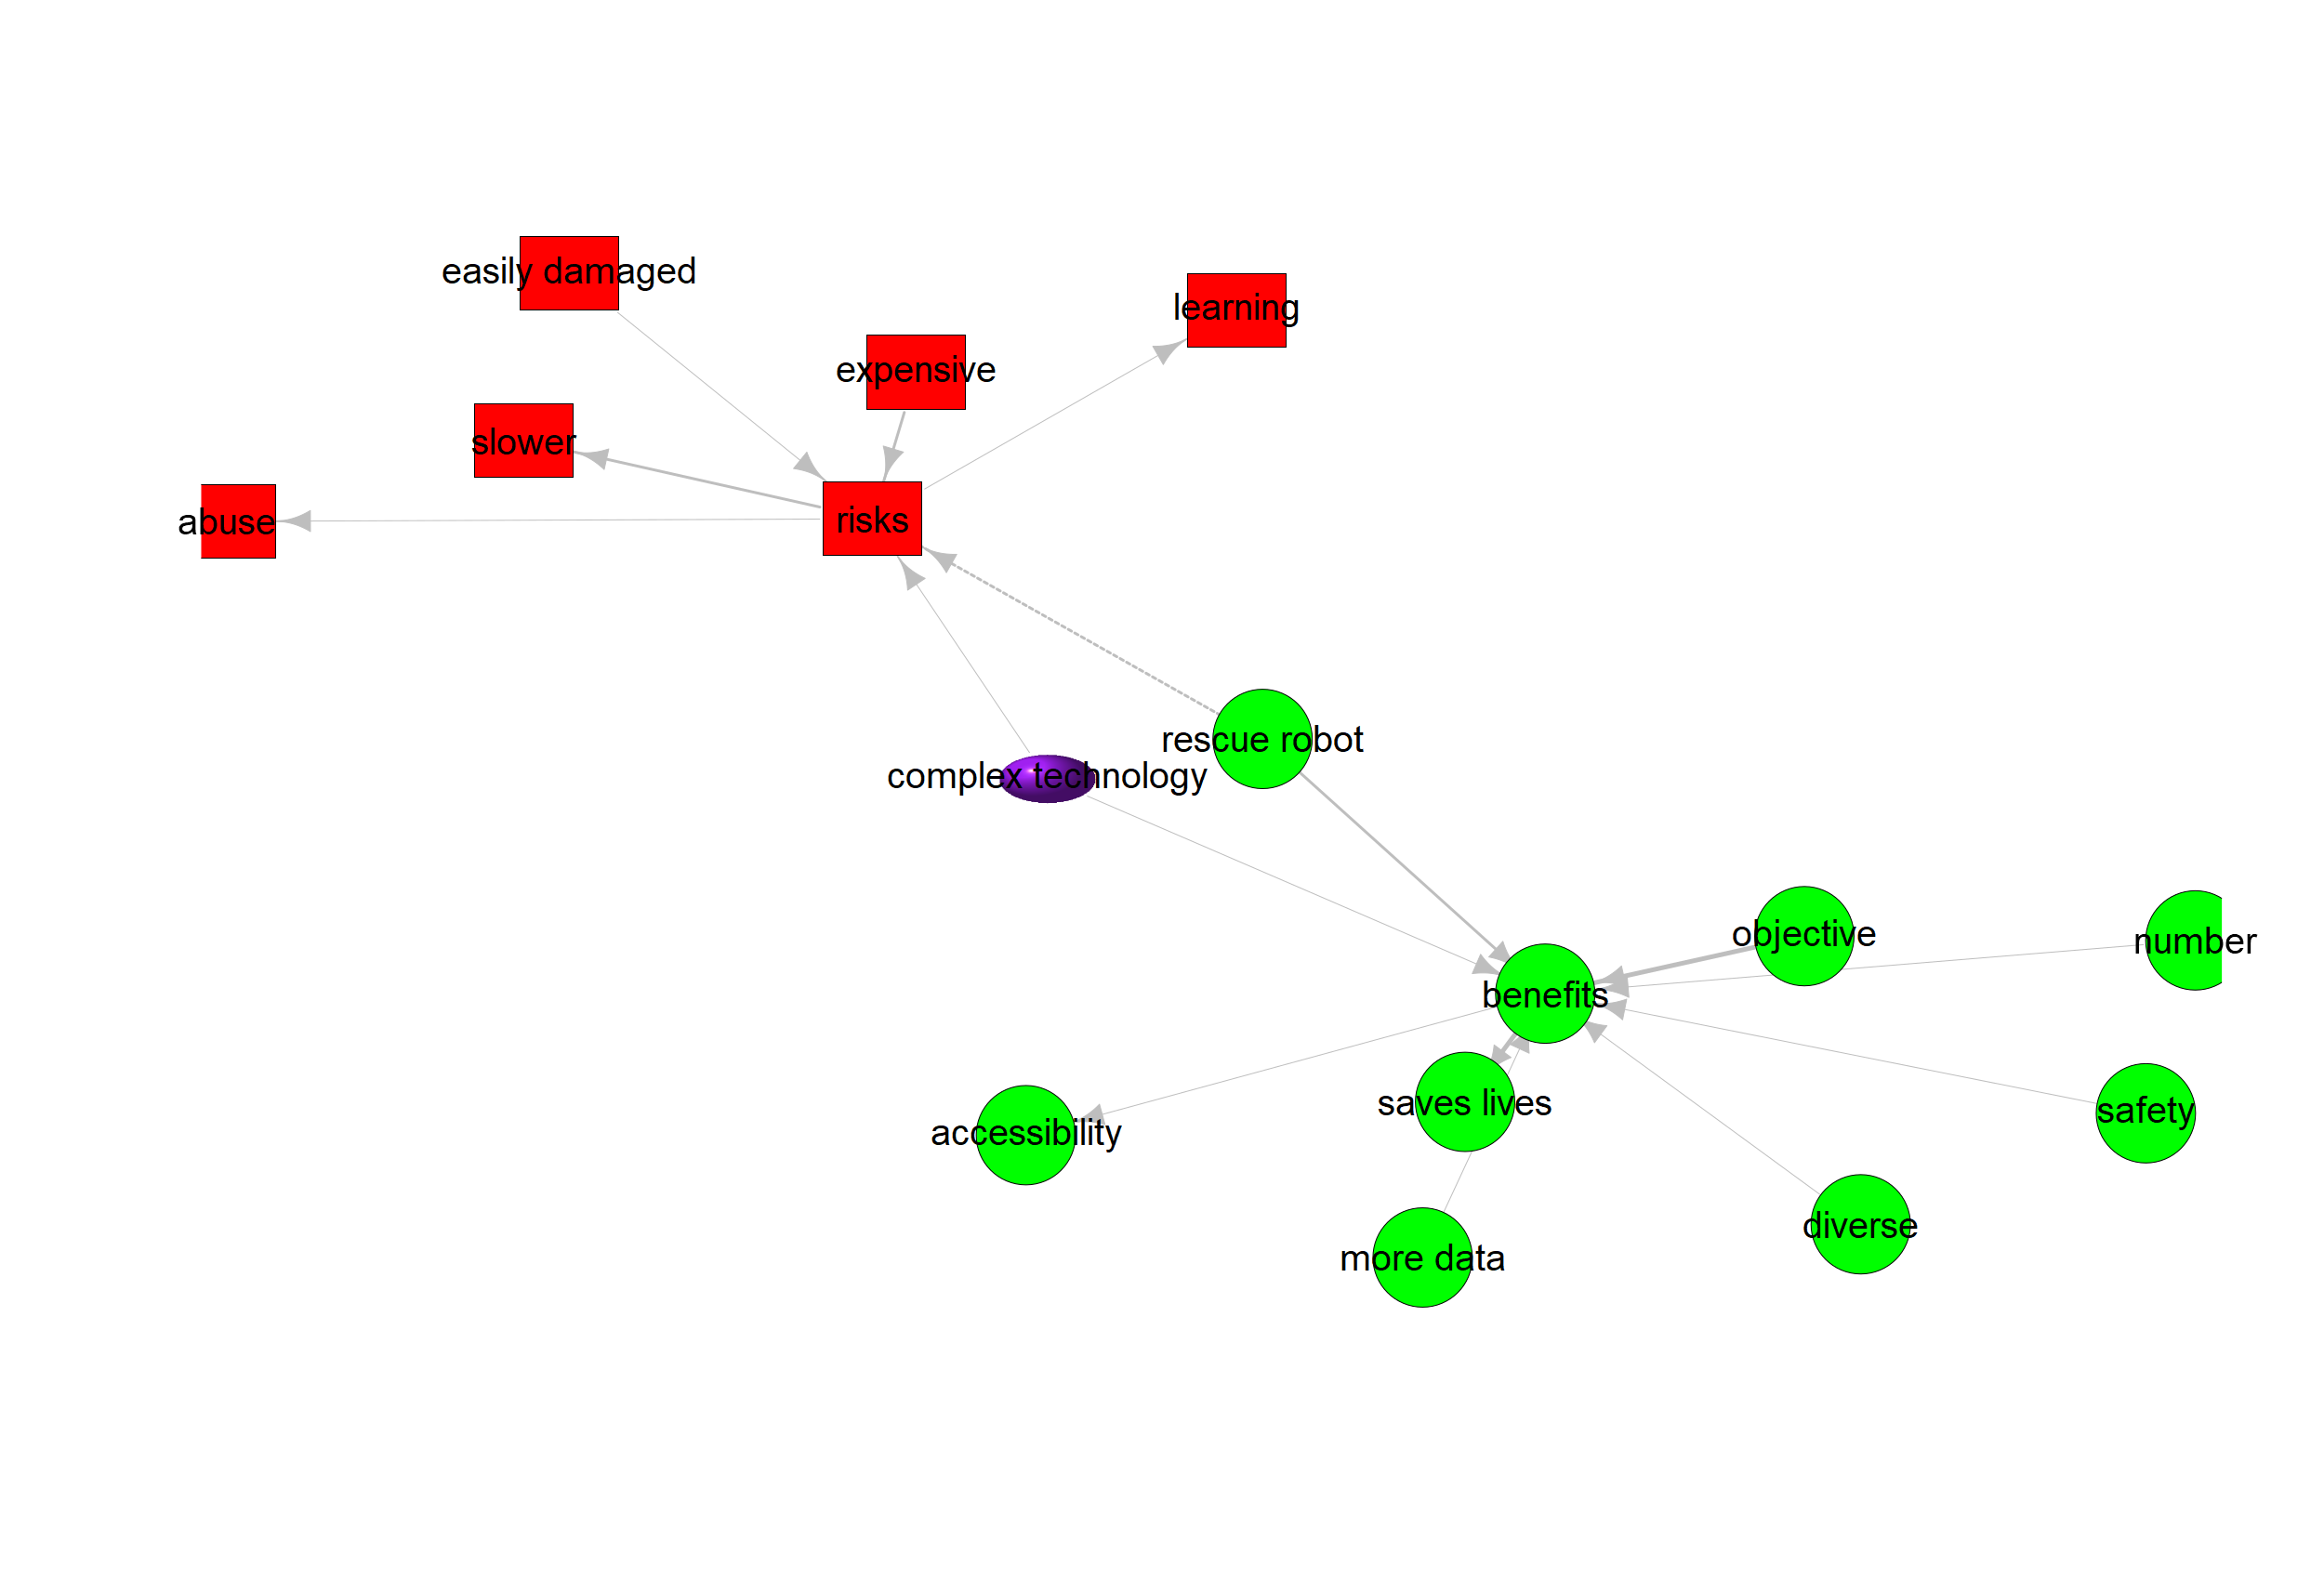 easily damaged
learning
expensive
slower
abuse
risks
rescue robot
complex technology
objective
number
benefits
saves lives
safety
accessibility
diverse
more data